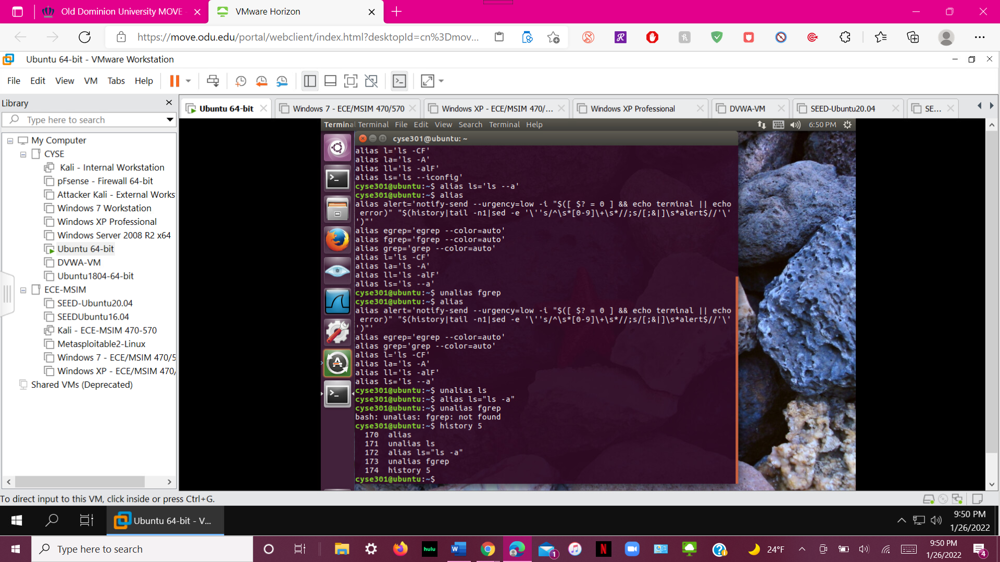 Old Dominion University MOVE
VMware Horizon
https://move.odu.edu/portal/webclient/index.html?desktopId=cn%3Dmov...
Ubuntu 64-bit - VMware Workstation
File Edit View VM Tabs Help
Library
Type here to search
My Computer
CYSE
Kali - Internal Workstation
pFsense - Firewall 64-bit
Attacker Kali - External Works
Windows 7 Workstation
Windows XP Professional
Windows Server 2008 R2 x64
Ubuntu 64-bit
DVWA-VM
Ubuntu1804-64-bit
ECE-MSIM
SEED-Ubuntu20.04
SEEDUbuntu16.04
Kali - ECE-MSIM 470-570
Metasploitable2-Linux
Windows 7 - ECE/MSIM 470/5
Windows XP - ECE/MSIM 470/
Shared VMs (Deprecated)
Ubuntu 64-bit Windows 7 - ECE/MSIM 470/570 Windows XP - ECE/MSIM 470/... Windows XP Professional DVWA-VM SEED-Ubuntu20.04 SE...
Terminal Terminal File Edit View Search Terminal Help 6:50 PM
cyse301@ubuntu: ~
alias l='ls -CF'
alias la='ls -A'
alias ll='ls -alF'
alias ls='ls --iconfig'
cyse301@ubuntu:~$ alias ls='ls --a'
cyse301@ubuntu:~$ alias
alias alert='notify-send --urgency=low -i "$([ $? = 0 ] && echo terminal || echo
 error)" "$(history|tail -n1|sed -e '\''s/^\s*[0-9]\+\s*//;s/[;&|]\s*alert$//'\'
')"'
alias egrep='egrep --color=auto'
alias fgrep='fgrep --color=auto'
alias grep='grep --color=auto'
alias l='ls -CF'
alias la='ls -A'
alias ll='ls -alF'
alias ls='ls --a'
cyse301@ubuntu:~$ unalias fgrep
cyse301@ubuntu:~$ alias
alias alert='notify-send --urgency=low -i "$([ $? = 0 ] && echo terminal || echo
 error)" "$(history|tail -n1|sed -e '\''s/^\s*[0-9]\+\s*//;s/[;&|]\s*alert$//'\'
')"'
alias egrep='egrep --color=auto'
alias grep='grep --color=auto'
alias l='ls -CF'
alias la='ls -A'
alias ll='ls -alF'
alias ls='ls --a'
cyse301@ubuntu:~$ unalias ls
cyse301@ubuntu:~$ alias ls="ls -a"
cyse301@ubuntu:~$ unalias fgrep
bash: unalias: fgrep: not found
cyse301@ubuntu:~$ history 5
170 alias
171 unalias ls
172 alias ls="ls -a"
173 unalias fgrep
174 history 5
cyse301@ubuntu:~$
To direct input to this VM, click inside or press Ctrl+G.
Ubuntu 64-bit - V...
9:50 PM
1/26/2022
Type here to search
hulu
1
24°F
9:50 PM
1/26/2022
4